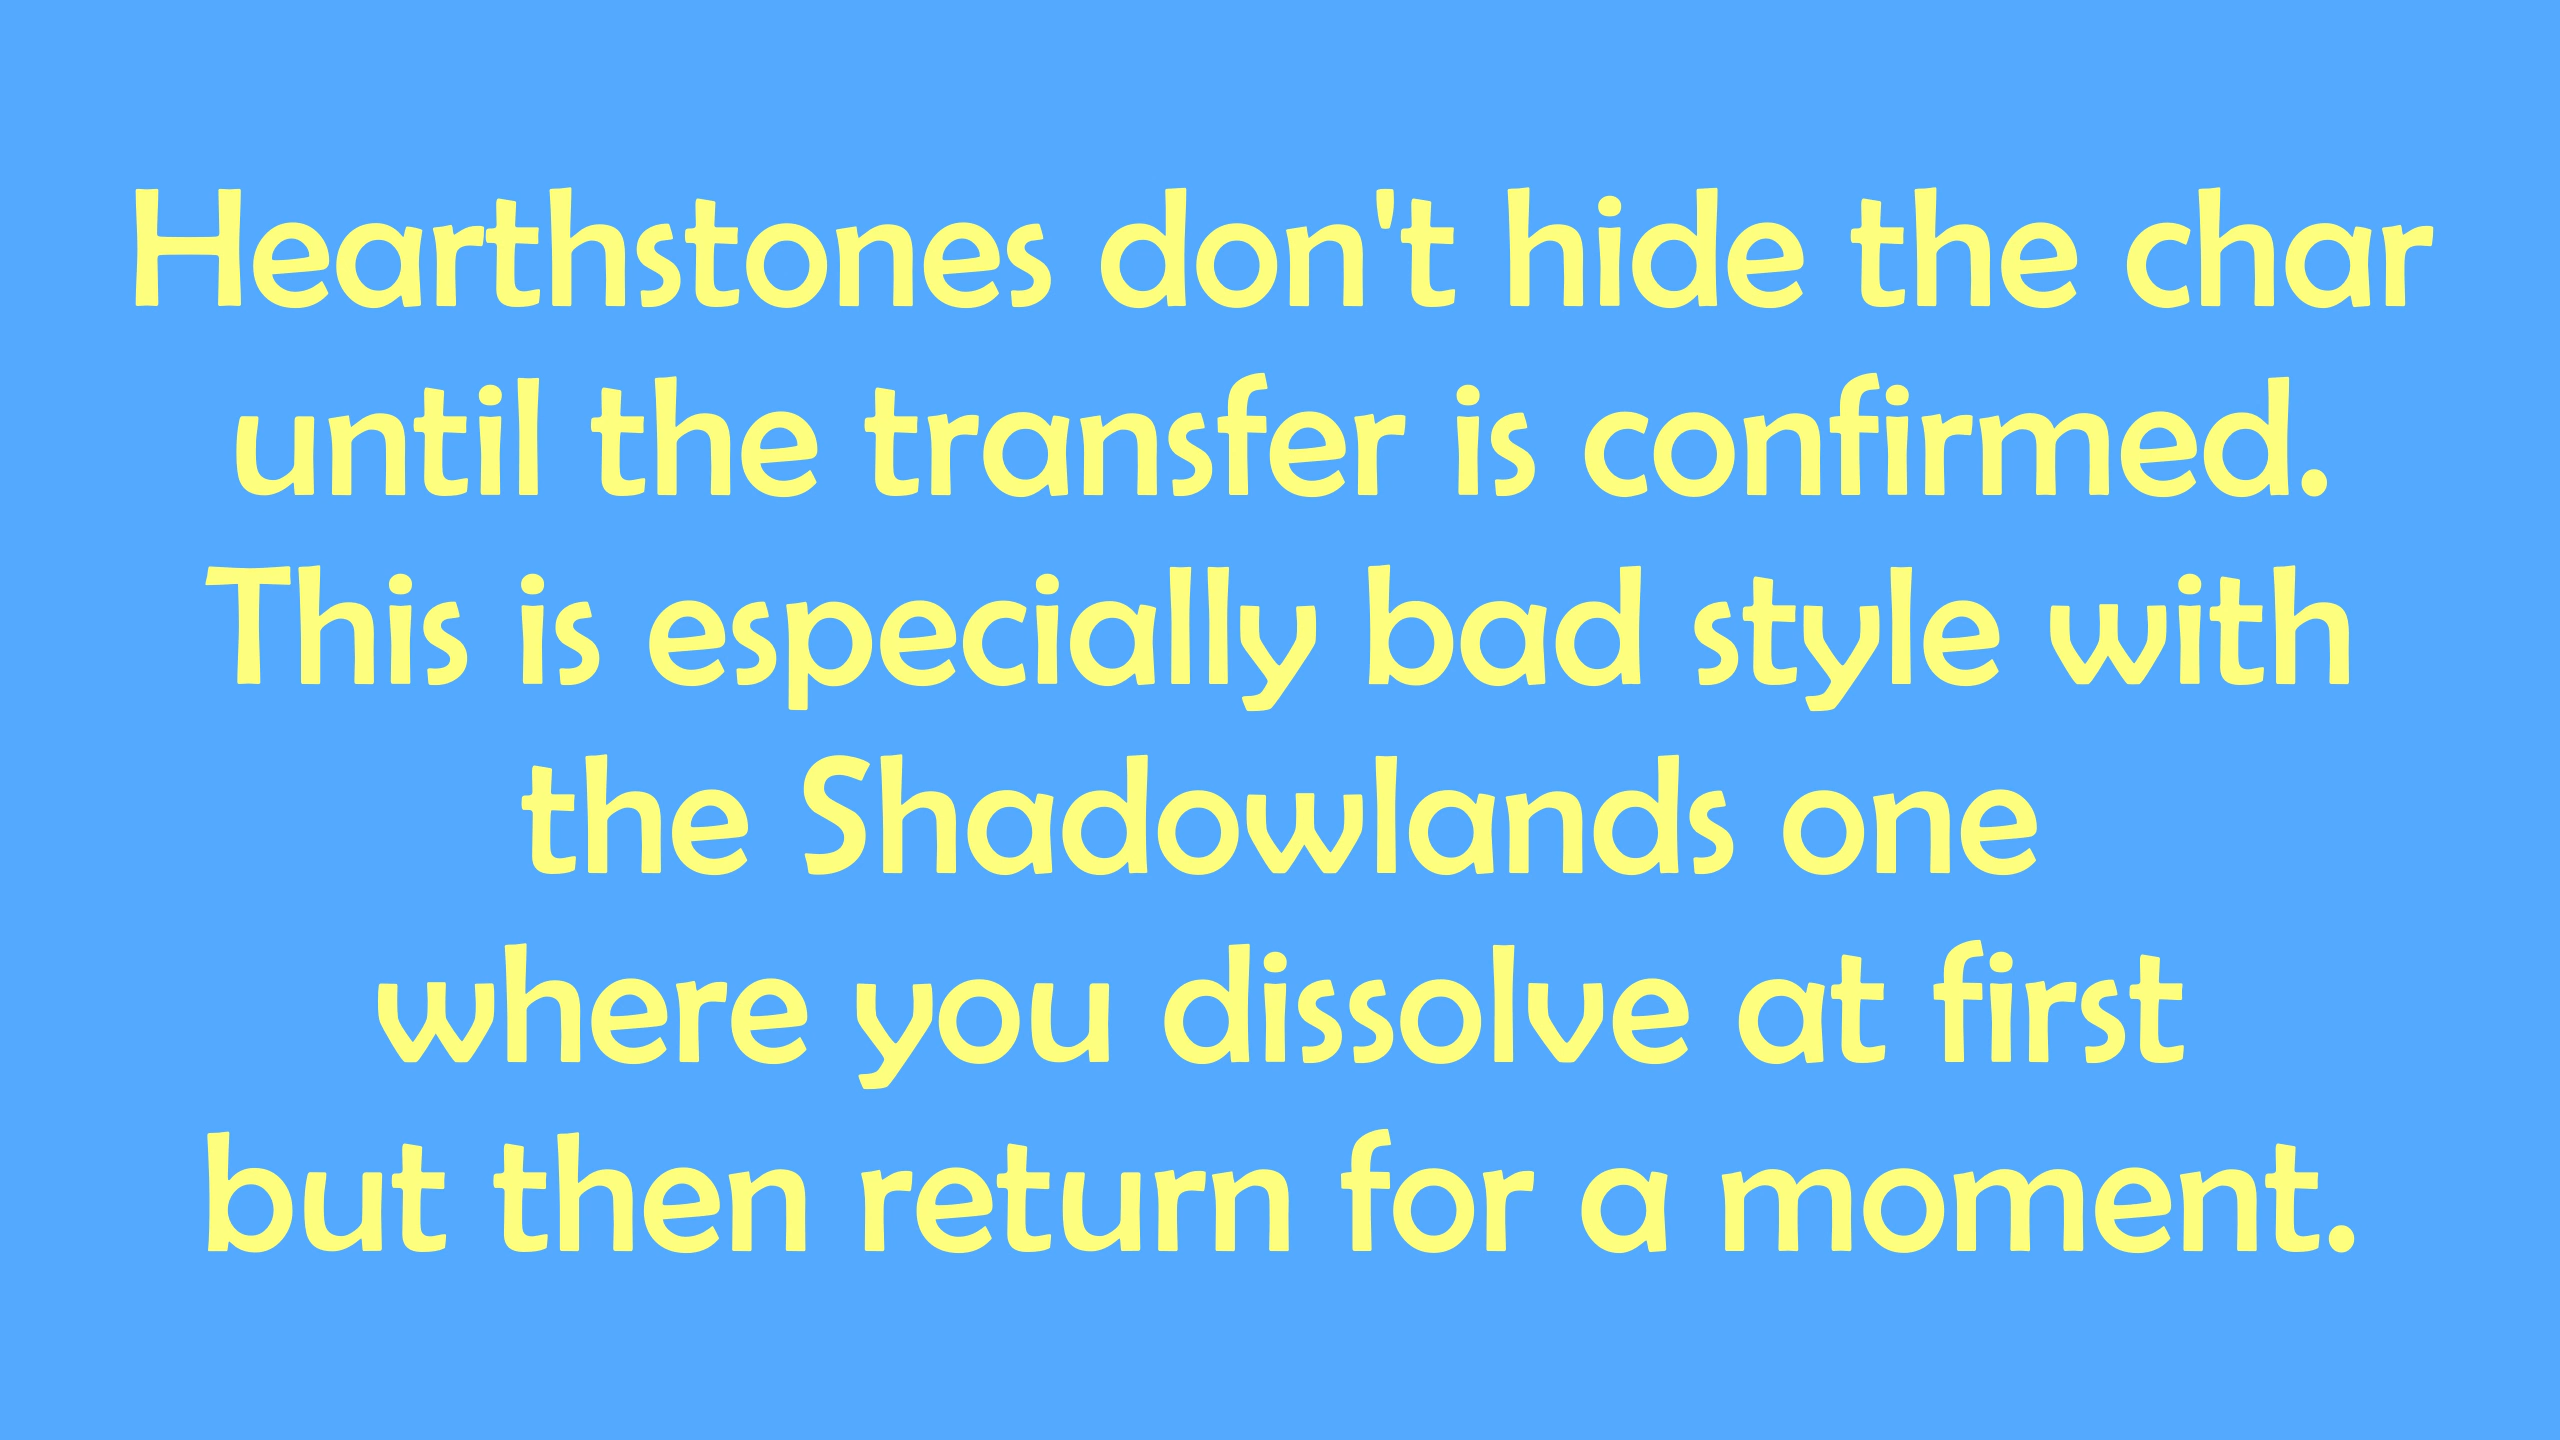 Hearthstones don't hide the char
until the transfer is confirmed.
This is especially bad style with
the Shadowlands one
where you dissolve at first
but then return for a moment.